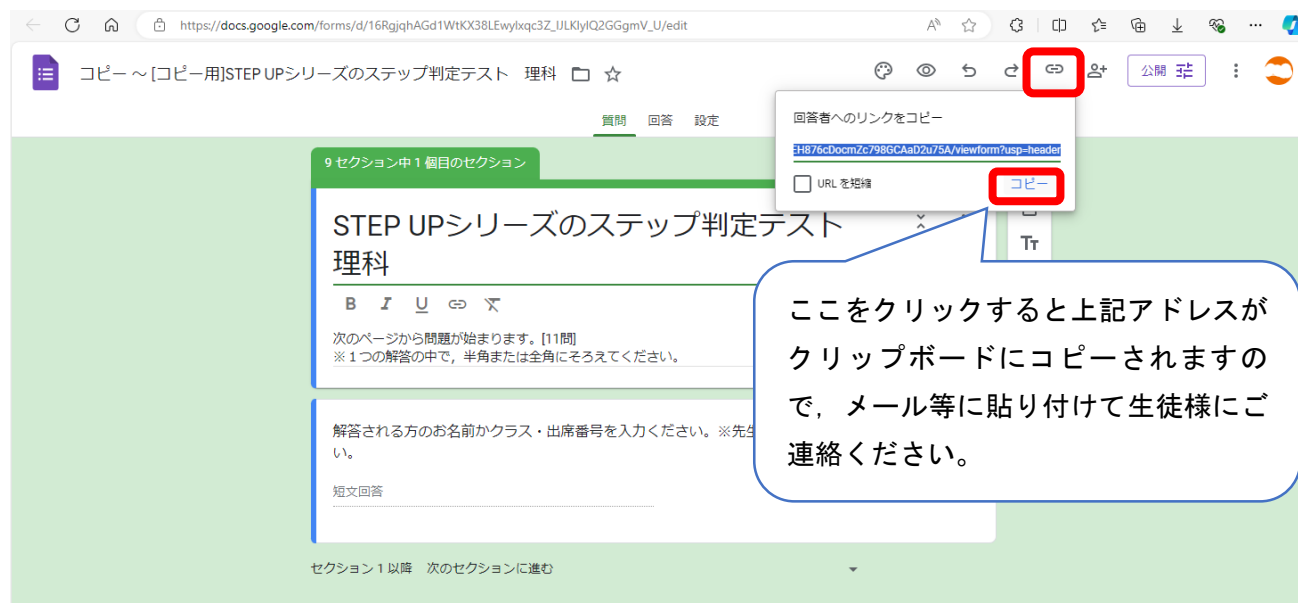 https://docs.google.com/forms/d/16RgjqhAGd1WtKX38LEwylxqc3Z_IJLKlyIQ2GGgmV_U/edit
コピー ～ [コピー用]STEP UPシリーズのステップ判定テスト 理科
公開
質問 回答 設定
回答者へのリンクをコピー
EH876cDocmZc798GCAaD2u75A/viewform?usp=header
URL を短縮
コピー
9 セクション中 1 個目のセクション
STEP UPシリーズのステップ判定テスト
理科
B I U
次のページから問題が始まります。[11問]
※１つの解答の中で，半角または全角にそろえてください。
Tт
ここをクリックすると上記アドレスが
クリップボードにコピーされますの
で，メール等に貼り付けて生徒様にご
連絡ください。
解答される方のお名前かクラス・出席番号を入力ください。※先生
い。
短文回答
セクション 1 以降 次のセクションに進む